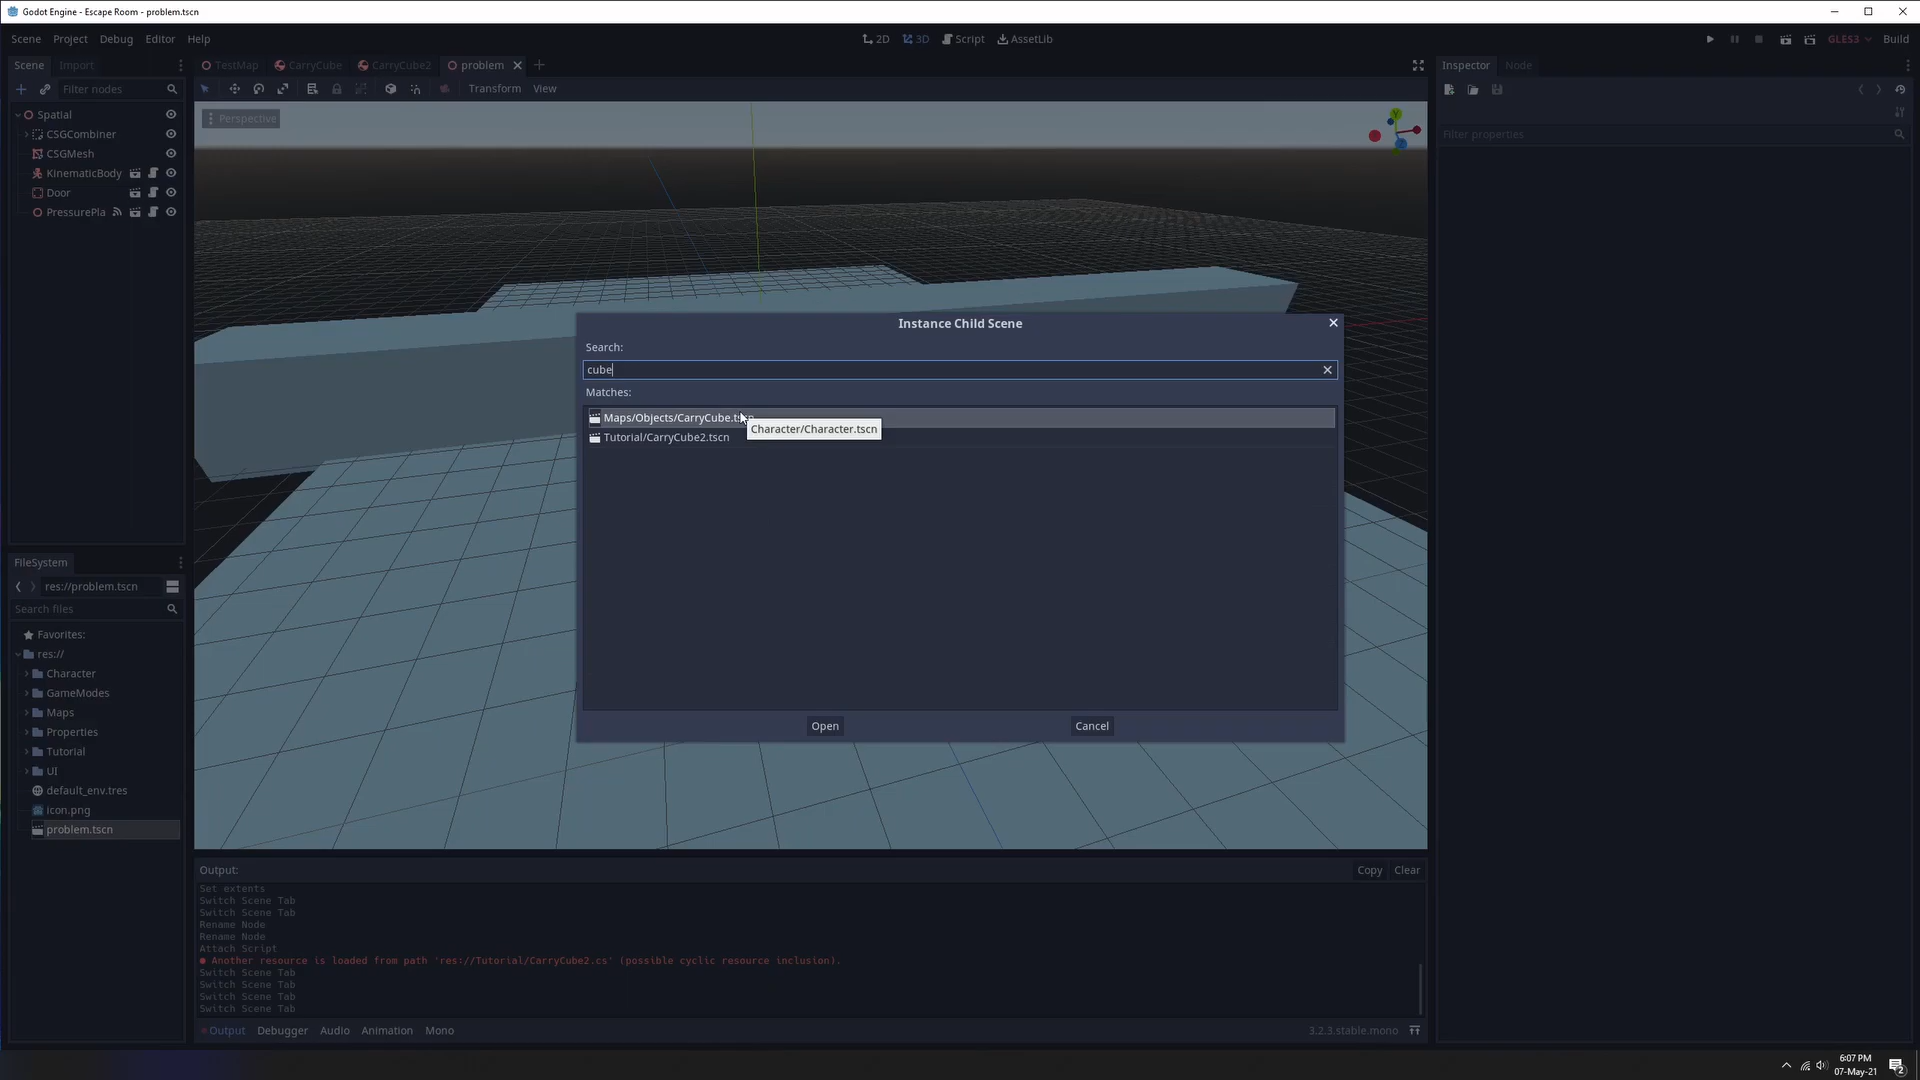 Godot Engine - Escape Room - problem.tscn
Scene Project Debug Editor Help
2D 3D Script AssetLib
GLES3 Build
Scene Import
TestMap CarryCube CarryCube2 problem
Inspector Node
Filter nodes
Transform View
Filter properties
Perspective
Y
Spatial
CSGCombiner
CSGMesh
KinematicBody
Door
PressurePla
Instance Child Scene
Search:
cube
Matches:
Maps/Objects/CarryCube.tscn
Character/Character.tscn
Tutorial/CarryCube2.tscn
Open Cancel
FileSystem
res://problem.tscn
Search files
Favorites:
res://
Character
GameModes
Maps
Properties
Tutorial
UI
default_env.tres
icon.png
problem.tscn
Output:
Copy Clear
Set extents
Switch Scene Tab
Switch Scene Tab
Rename Node
Rename Node
Attach Script
Another resource is loaded from path 'res://Tutorial/CarryCube2.cs' (possible cyclic resource inclusion).
Switch Scene Tab
Switch Scene Tab
Switch Scene Tab
Switch Scene Tab
Output Debugger Audio Animation Mono
3.2.3.stable.mono
6:07 PM
07-May-21
2